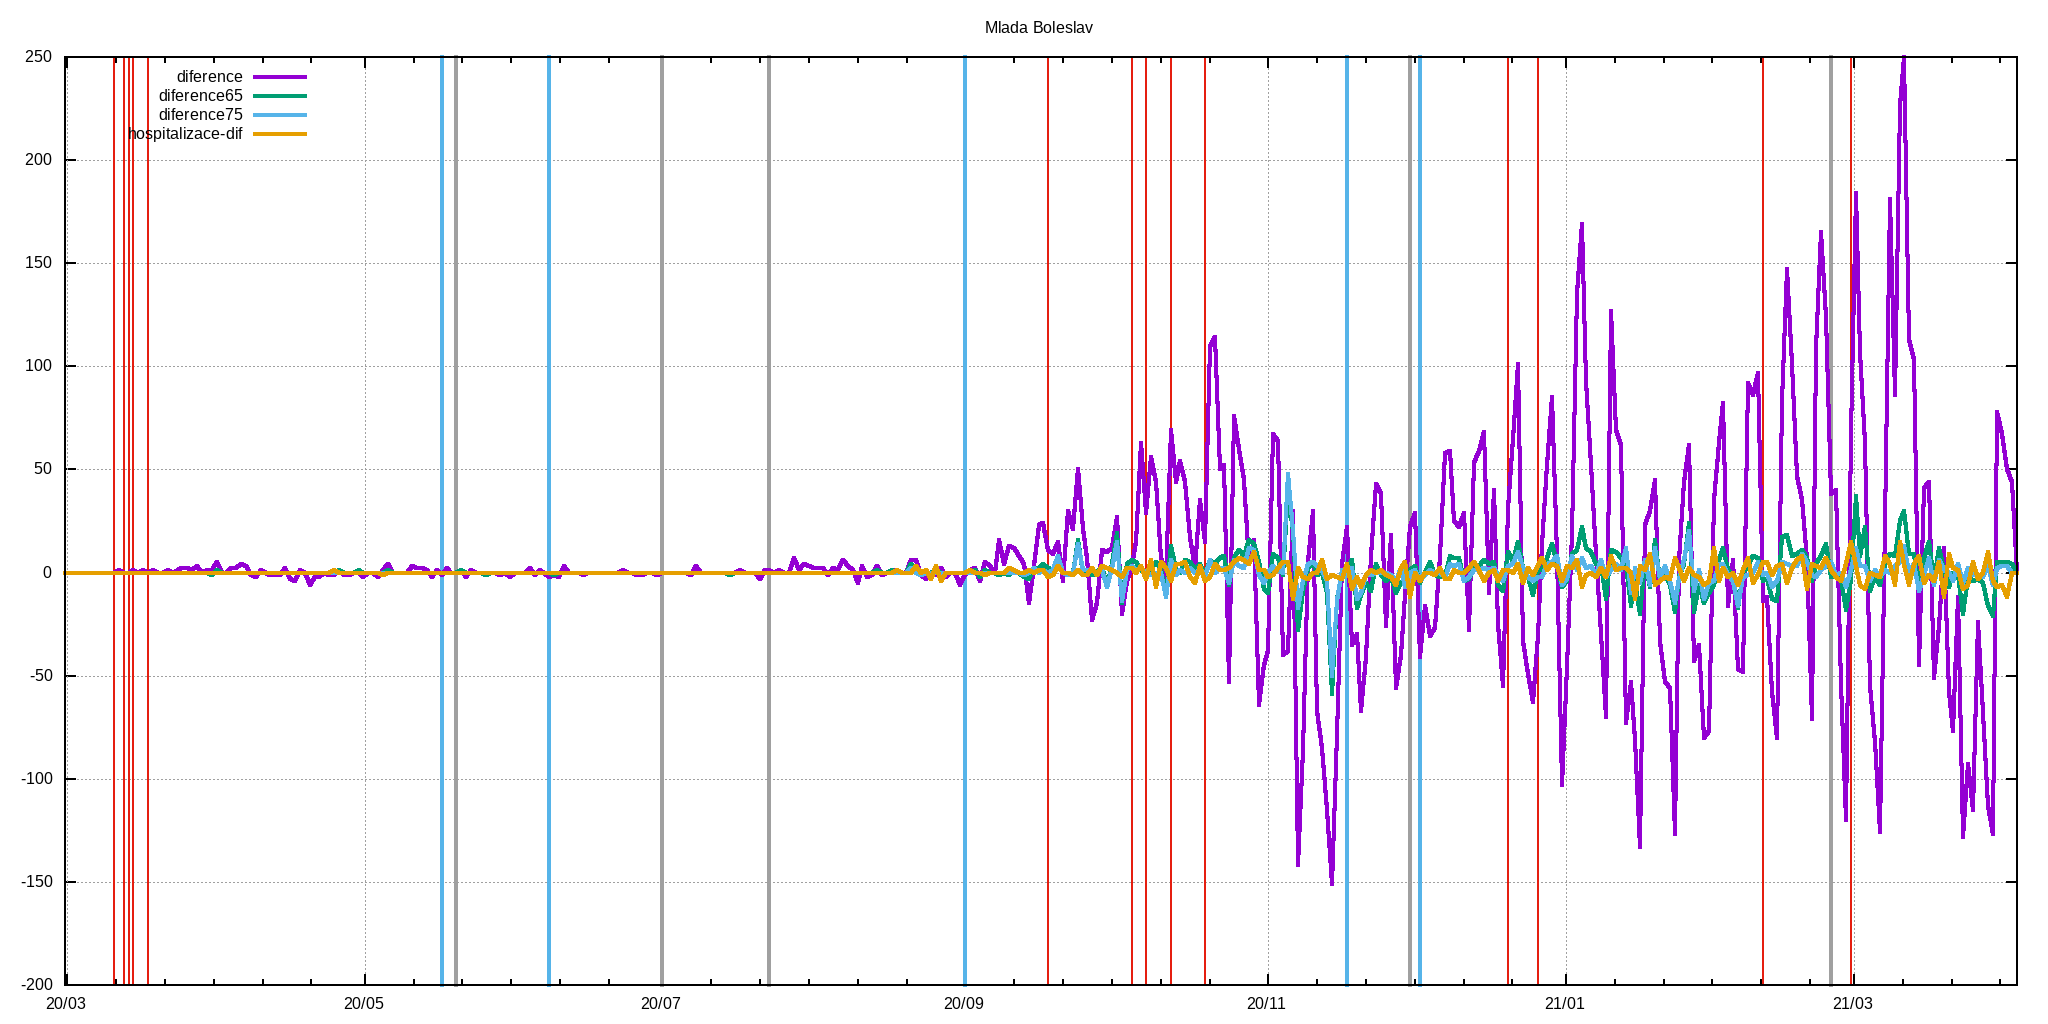 Mlada Boleslav
250
200
150
100
50
0
-50
-100
-150
-200
diference
diference65
diference75
hospitalizace-dif
20/03 20/05 20/07 20/09 20/11 21/01 21/03